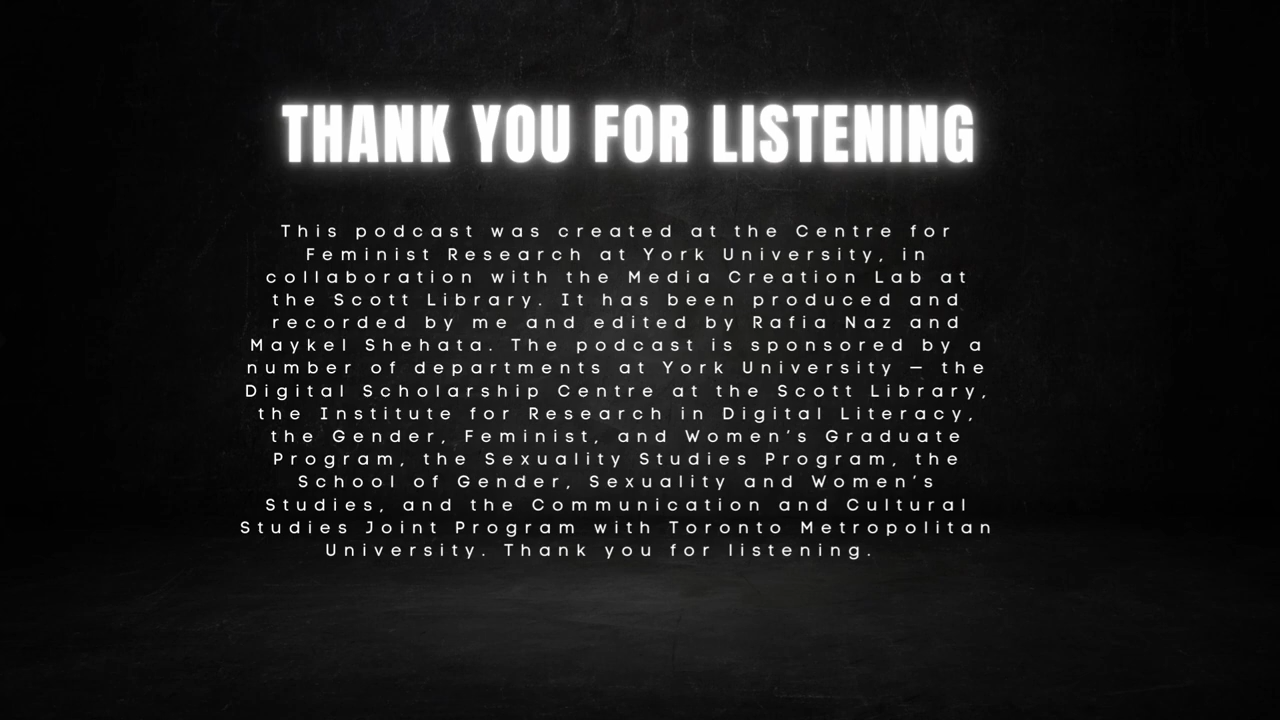 THANK YOU FOR LISTENING
This podcast was created at the Centre for
Feminist Research at York University, in
collaboration with the Media Creation Lab at
the Scott Library. It has been produced and
recorded by me and edited by Rafia Naz and
Maykel Shehata. The podcast is sponsored by a
number of departments at York University – the
Digital Scholarship Centre at the Scott Library,
the Institute for Research in Digital Literacy,
the Gender, Feminist, and Women's Graduate
Program, the Sexuality Studies Program, the
School of Gender, Sexuality and Women's
Studies, and the Communication and Cultural
Studies Joint Program with Toronto Metropolitan
University. Thank you for listening.